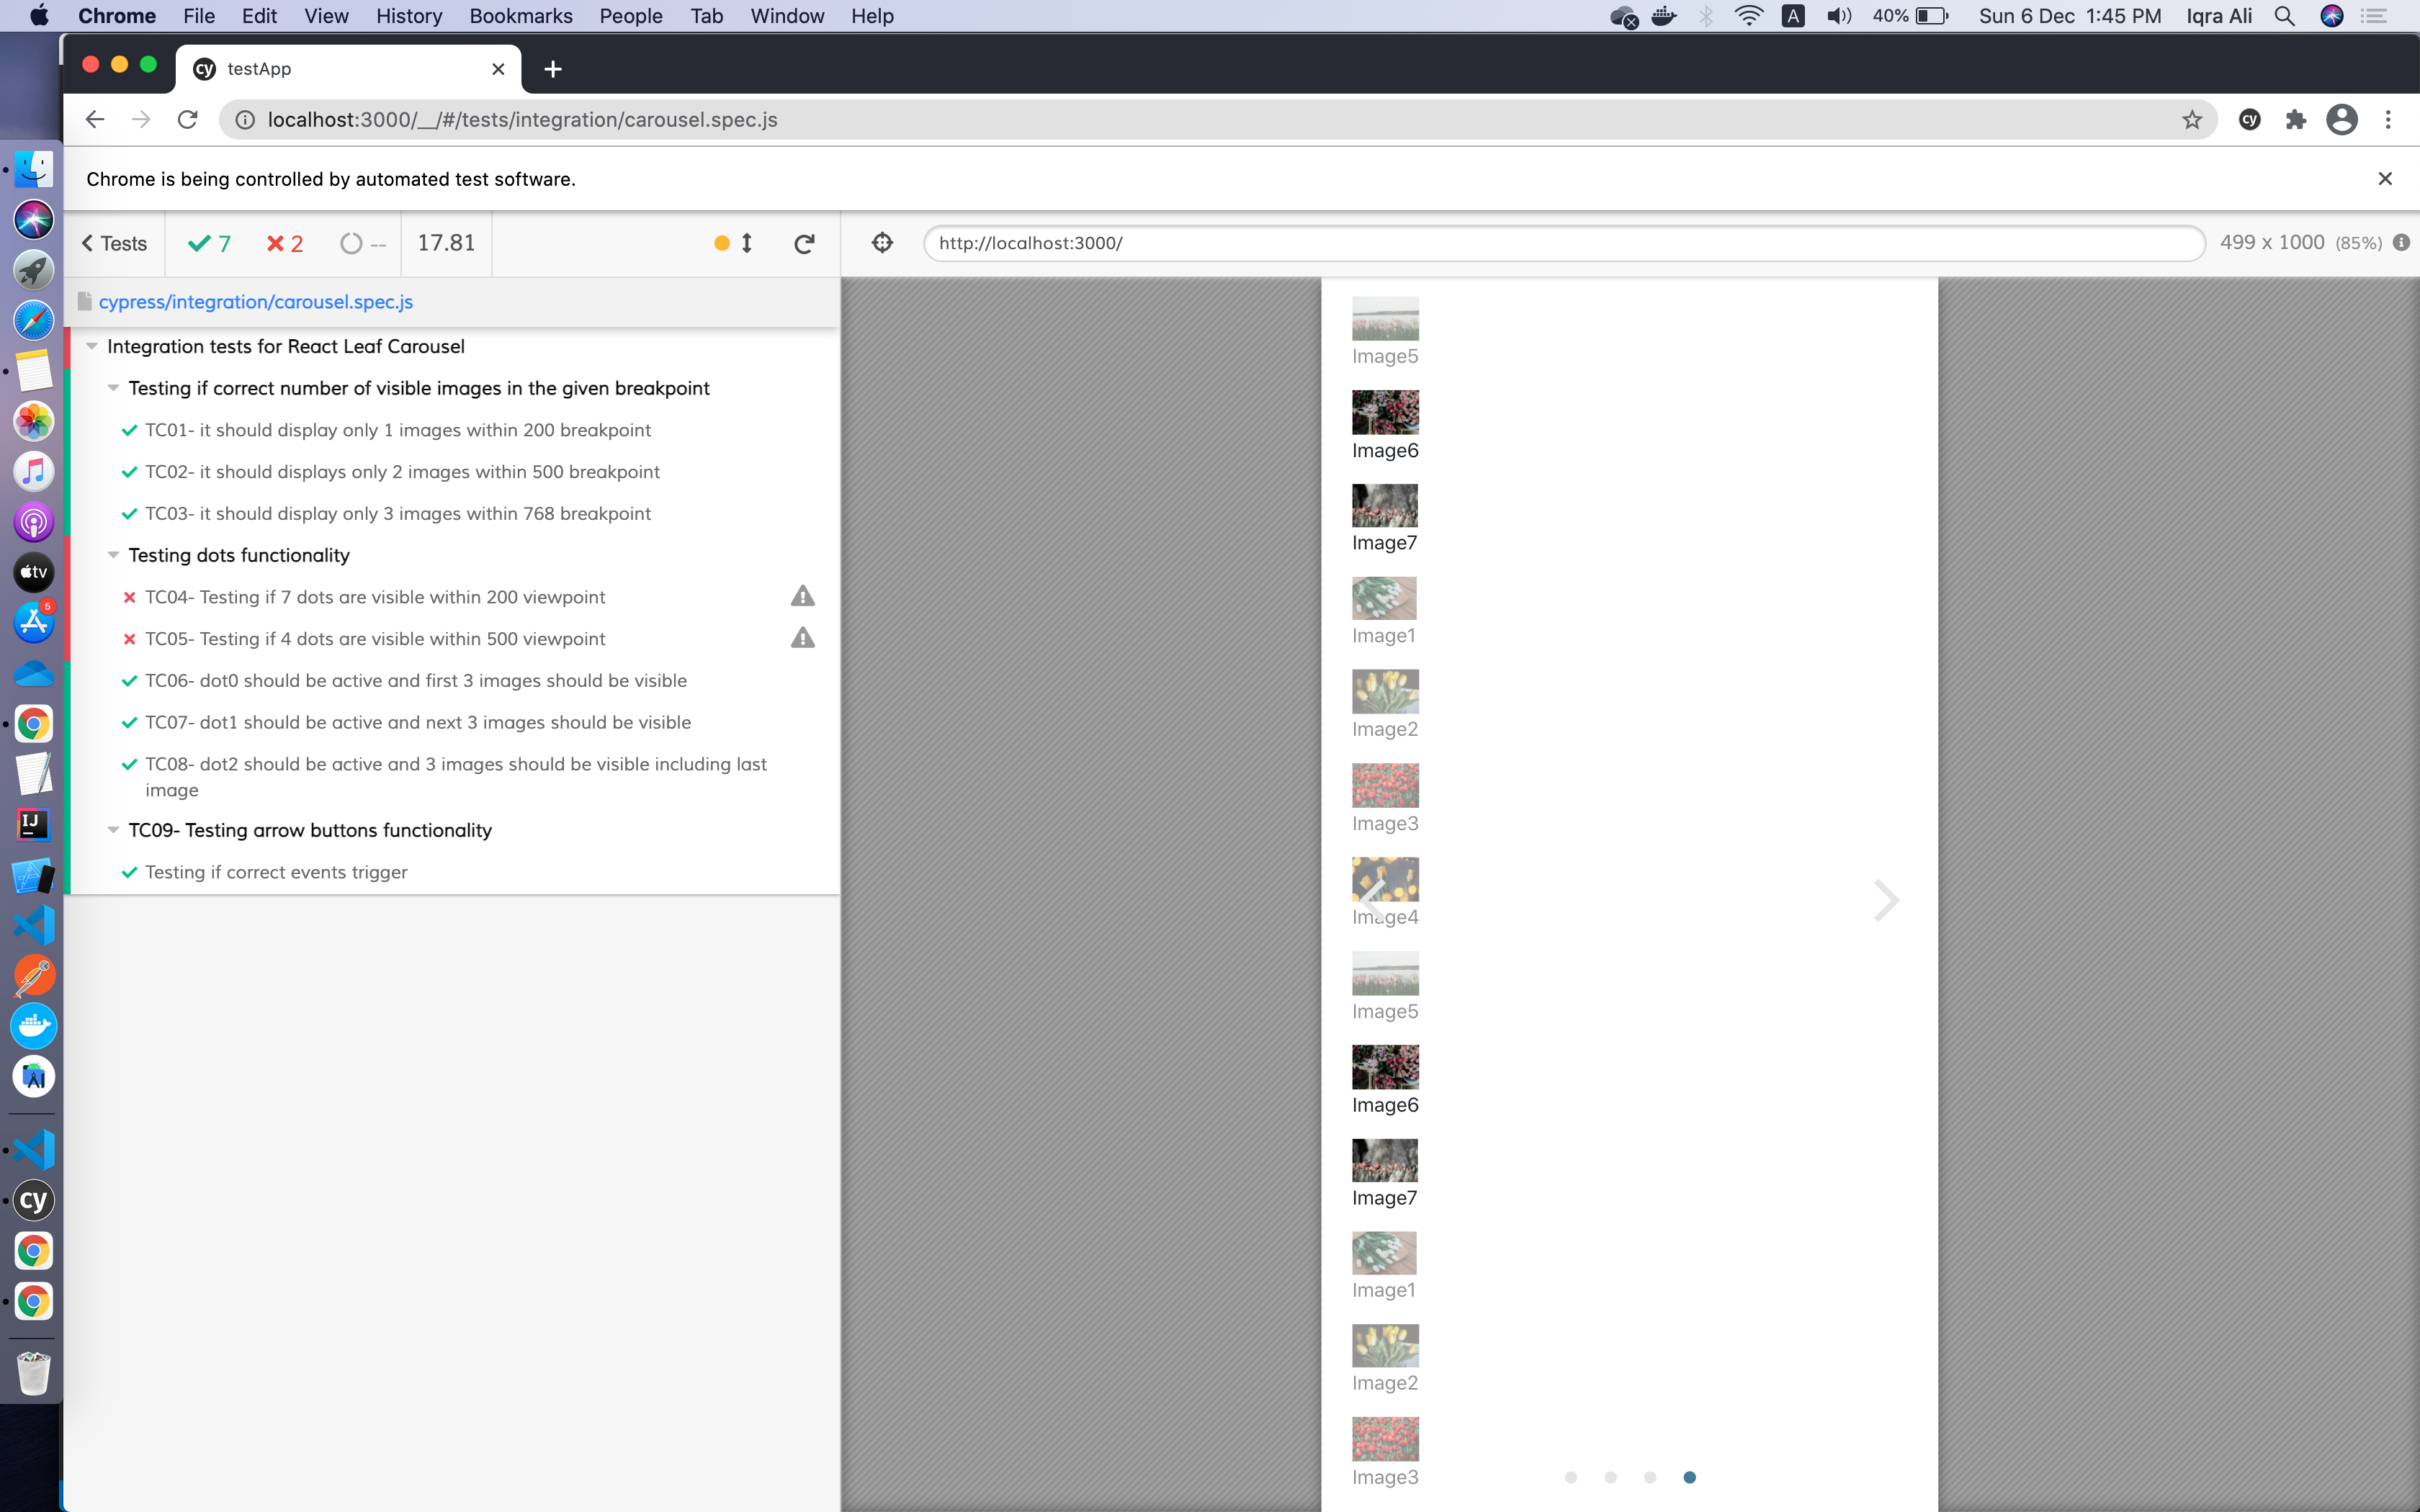 Chrome File Edit View History Bookmarks People Tab Window Help A 40% Sun 6 Dec 1:45 PM Iqra Ali
cy testApp
localhost:3000/__/#/tests/integration/carousel.spec.js cy
Chrome is being controlled by automated test software.
Tests 7 2 -- 17.81 http://localhost:3000/ 499 x 1000 (85%)
cypress/integration/carousel.spec.js
Integration tests for React Leaf Carousel
Testing if correct number of visible images in the given breakpoint
TC01- it should display only 1 images within 200 breakpoint
TC02- it should displays only 2 images within 500 breakpoint
TC03- it should display only 3 images within 768 breakpoint
Testing dots functionality
TC04- Testing if 7 dots are visible within 200 viewpoint
TC05- Testing if 4 dots are visible within 500 viewpoint
TC06- dot0 should be active and first 3 images should be visible
TC07- dot1 should be active and next 3 images should be visible
TC08- dot2 should be active and 3 images should be visible including last
image
TC09- Testing arrow buttons functionality
Testing if correct events trigger
Image5
Image6
Image7
Image1
Image2
Image3
Image4
Image5
Image6
Image7
Image1
Image2
Image3
tv
5
IJ
cy